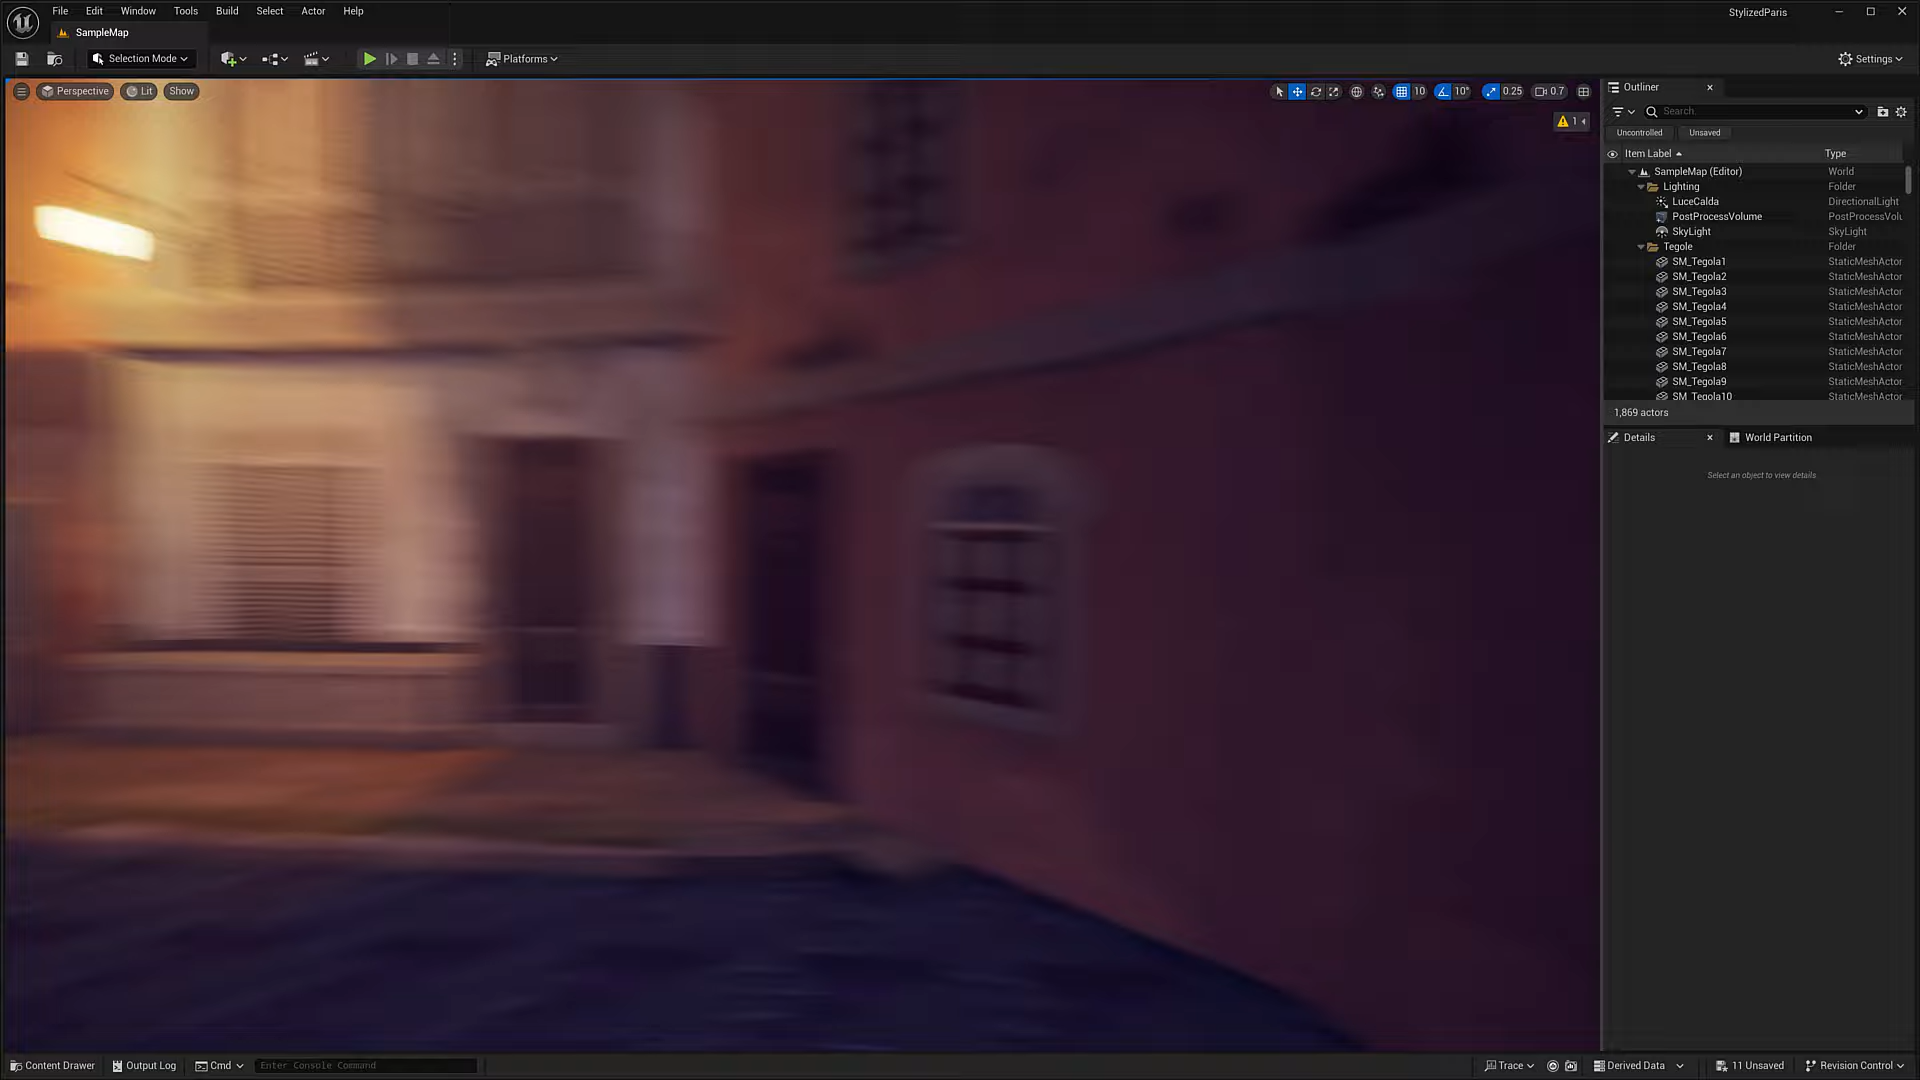 File Edit Window Tools Build Select Actor Help
StylizedParis
SampleMap
Selection Mode
Platforms
Settings
Perspective Lit Show
10 10° 0.25 0.7
1
Outliner
Search...
Uncontrolled Unsaved
Item Label Type
SampleMap (Editor) World
Lighting Folder
LuceCalda DirectionalLight
PostProcessVolume PostProcessVolu
SkyLight SkyLight
Tegole Folder
SM_Tegola1 StaticMeshActor
SM_Tegola2 StaticMeshActor
SM_Tegola3 StaticMeshActor
SM_Tegola4 StaticMeshActor
SM_Tegola5 StaticMeshActor
SM_Tegola6 StaticMeshActor
SM_Tegola7 StaticMeshActor
SM_Tegola8 StaticMeshActor
SM_Tegola9 StaticMeshActor
SM_Tegola10 StaticMeshActor
1,869 actors
Details World Partition
Select an object to view details
Content Drawer Output Log Cmd Enter Console Command
Trace Derived Data 11 Unsaved Revision Control